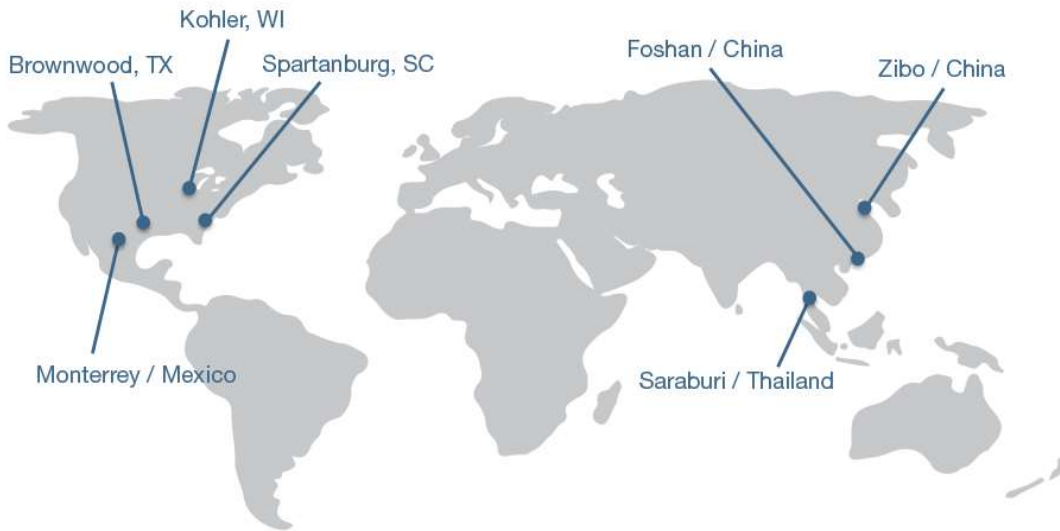 Kohler, WI
Brownwood, TX
Spartanburg, SC
Foshan / China
Zibo / China
Monterrey / Mexico
Saraburi / Thailand